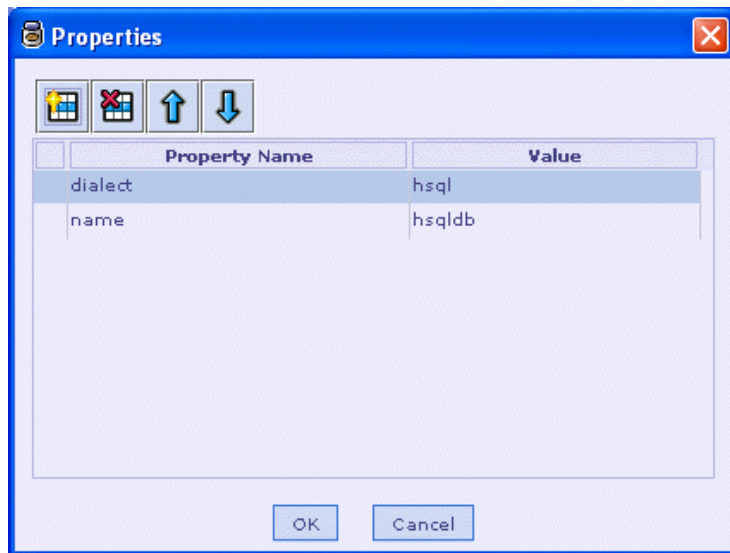 Properties
Property Name Value
dialect hsql
name hsqldb
OK Cancel